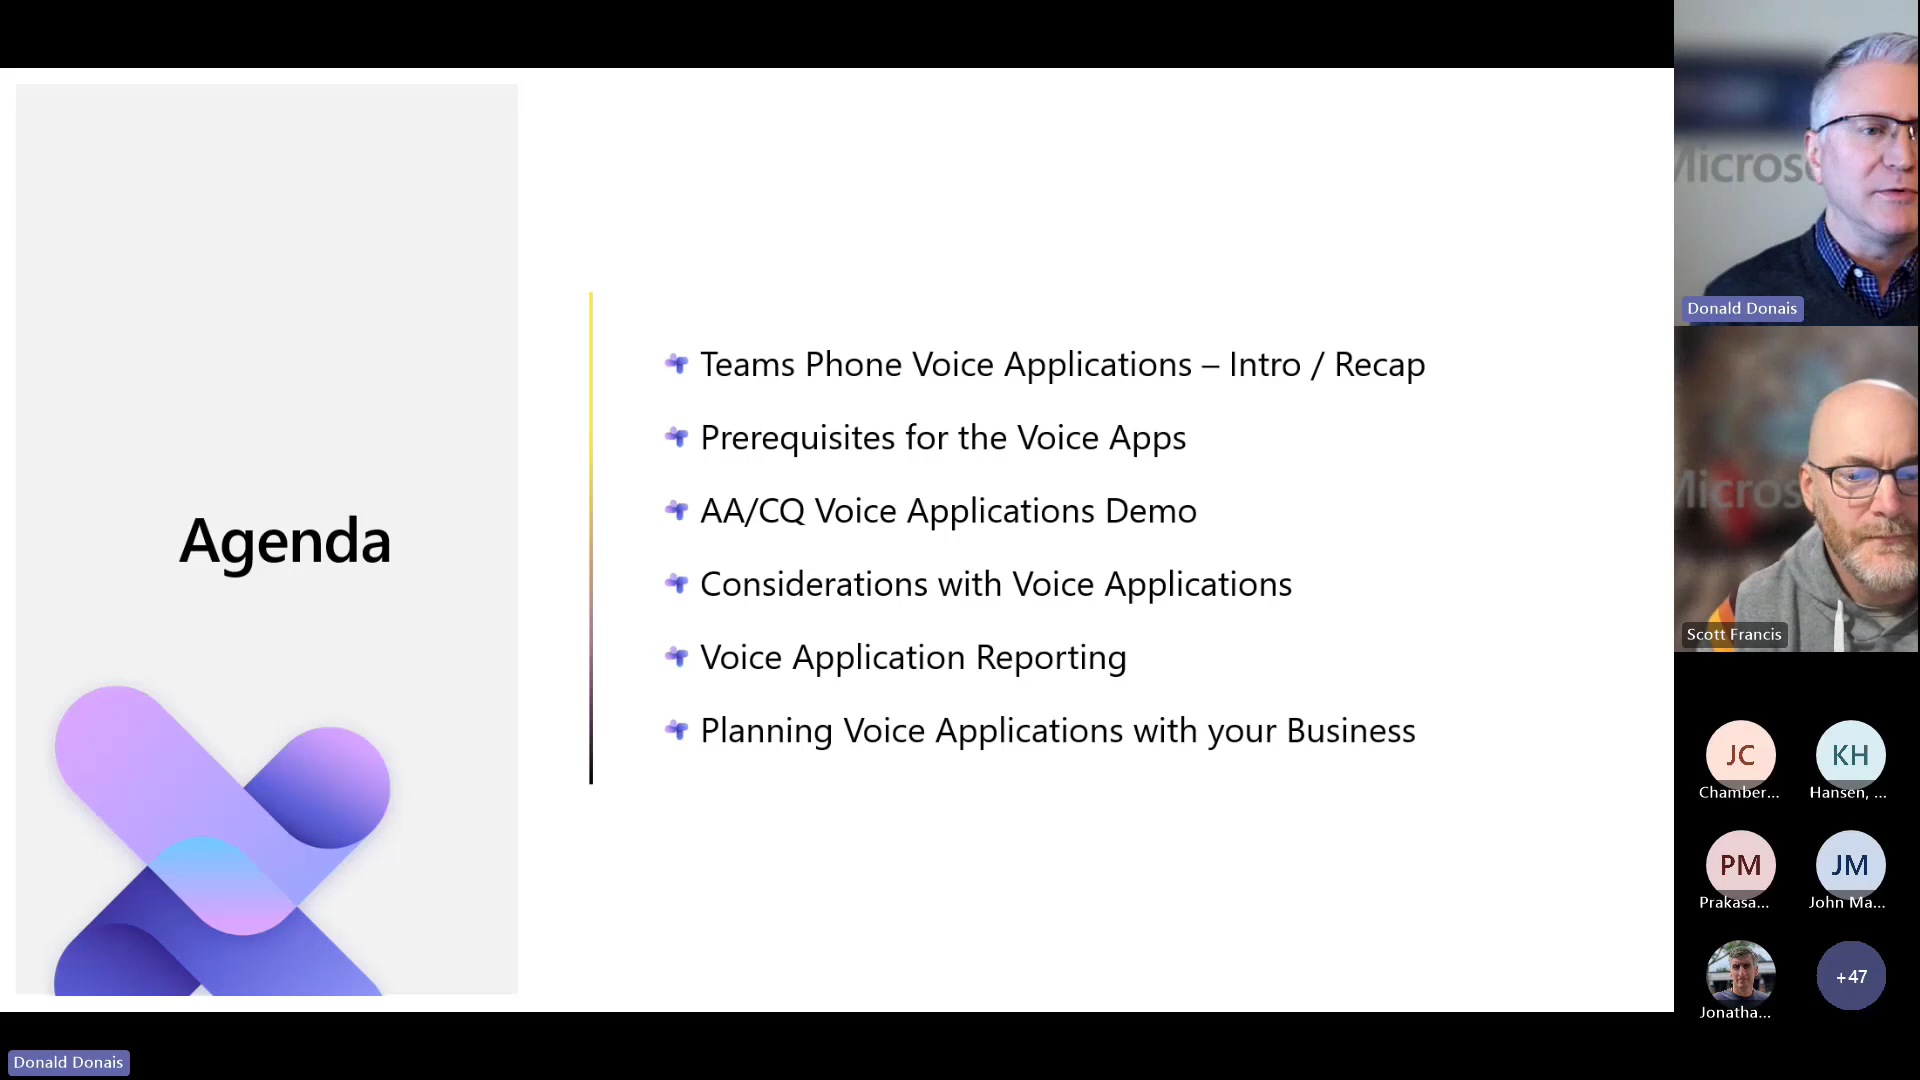 Agenda
Teams Phone Voice Applications – Intro / Recap
Prerequisites for the Voice Apps
AA/CQ Voice Applications Demo
Considerations with Voice Applications
Voice Application Reporting
Planning Voice Applications with your Business
Micros
Donald Donais
Micros
Scott Francis
JC
KH
Chamber...
Hansen, ...
PM
JM
Prakasa...
John Ma...
+47
Jonatha...
Donald Donais